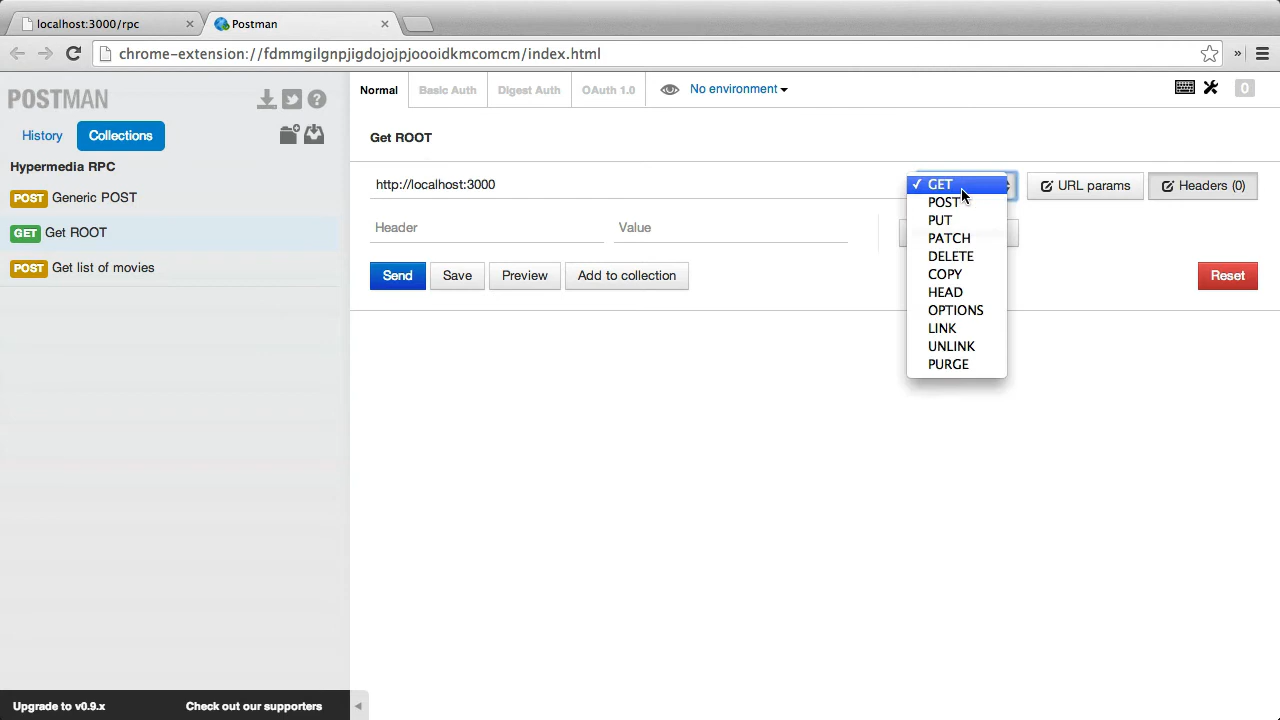 localhost:3000/rpc
Postman
chrome-extension://fdmmgilgnpjigdojojpjoooidkmcomcm/index.html
»
POSTMAN
History
Collections
Hypermedia RPC
POST Generic POST
GET Get ROOT
POST Get list of movies
Upgrade to v0.9.x
Check out our supporters
Normal
Basic Auth
Digest Auth
OAuth 1.0
No environment
0
Get ROOT
http://localhost:3000
✓ GET
POST
PUT
PATCH
DELETE
COPY
HEAD
OPTIONS
LINK
UNLINK
PURGE
URL params
Headers (0)
Header
Value
Send
Save
Preview
Add to collection
Reset